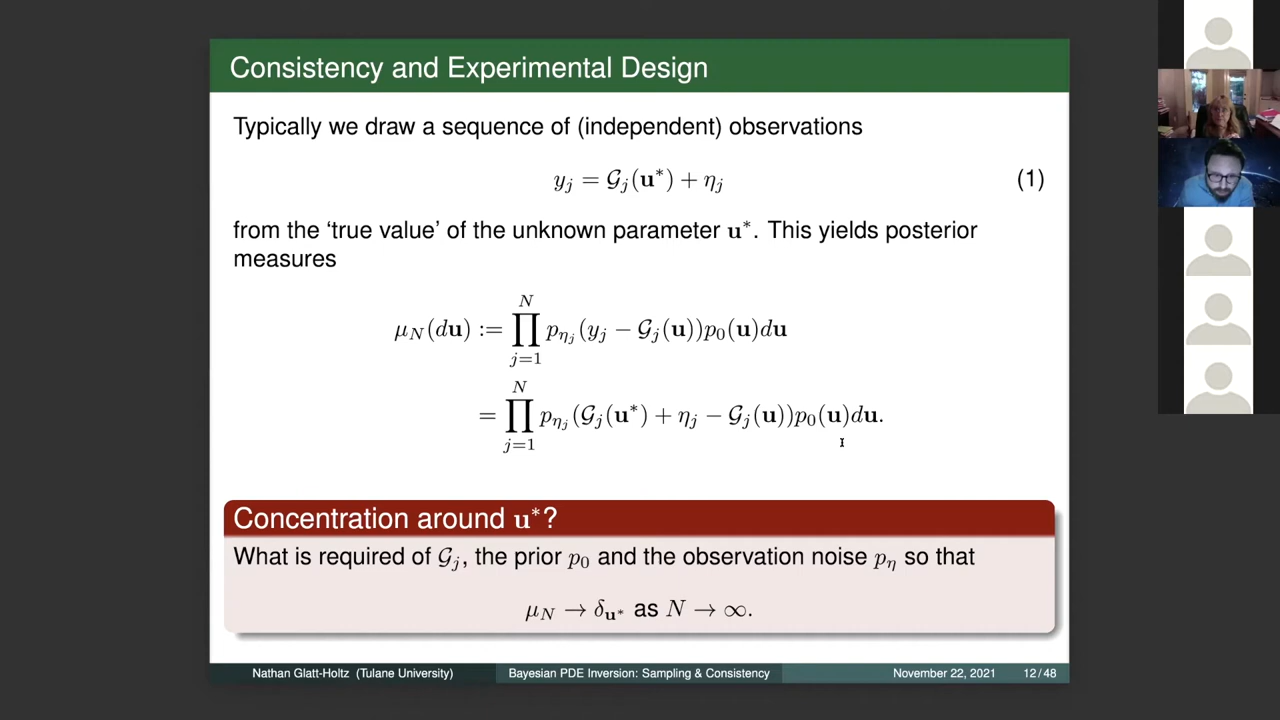 Consistency and Experimental Design
Typically we draw a sequence of (independent) observations
y_j = 𝒢_j(𝐮*) + η_j (1)
from the ‘true value’ of the unknown parameter 𝐮*. This yields posterior
measures
μ_N(d𝐮) := ∏_{j=1}^{N} p_{η_j}(y_j − 𝒢_j(𝐮))p_0(𝐮)d𝐮
= ∏_{j=1}^{N} p_{η_j}(𝒢_j(𝐮*) + η_j − 𝒢_j(𝐮))p_0(𝐮)d𝐮.
Concentration around 𝐮*?
What is required of 𝒢_j, the prior p_0 and the observation noise p_η so that
μ_N → δ_{𝐮*} as N → ∞.
Nathan Glatt-Holtz (Tulane University) Bayesian PDE Inversion: Sampling & Consistency November 22, 2021 12 / 48